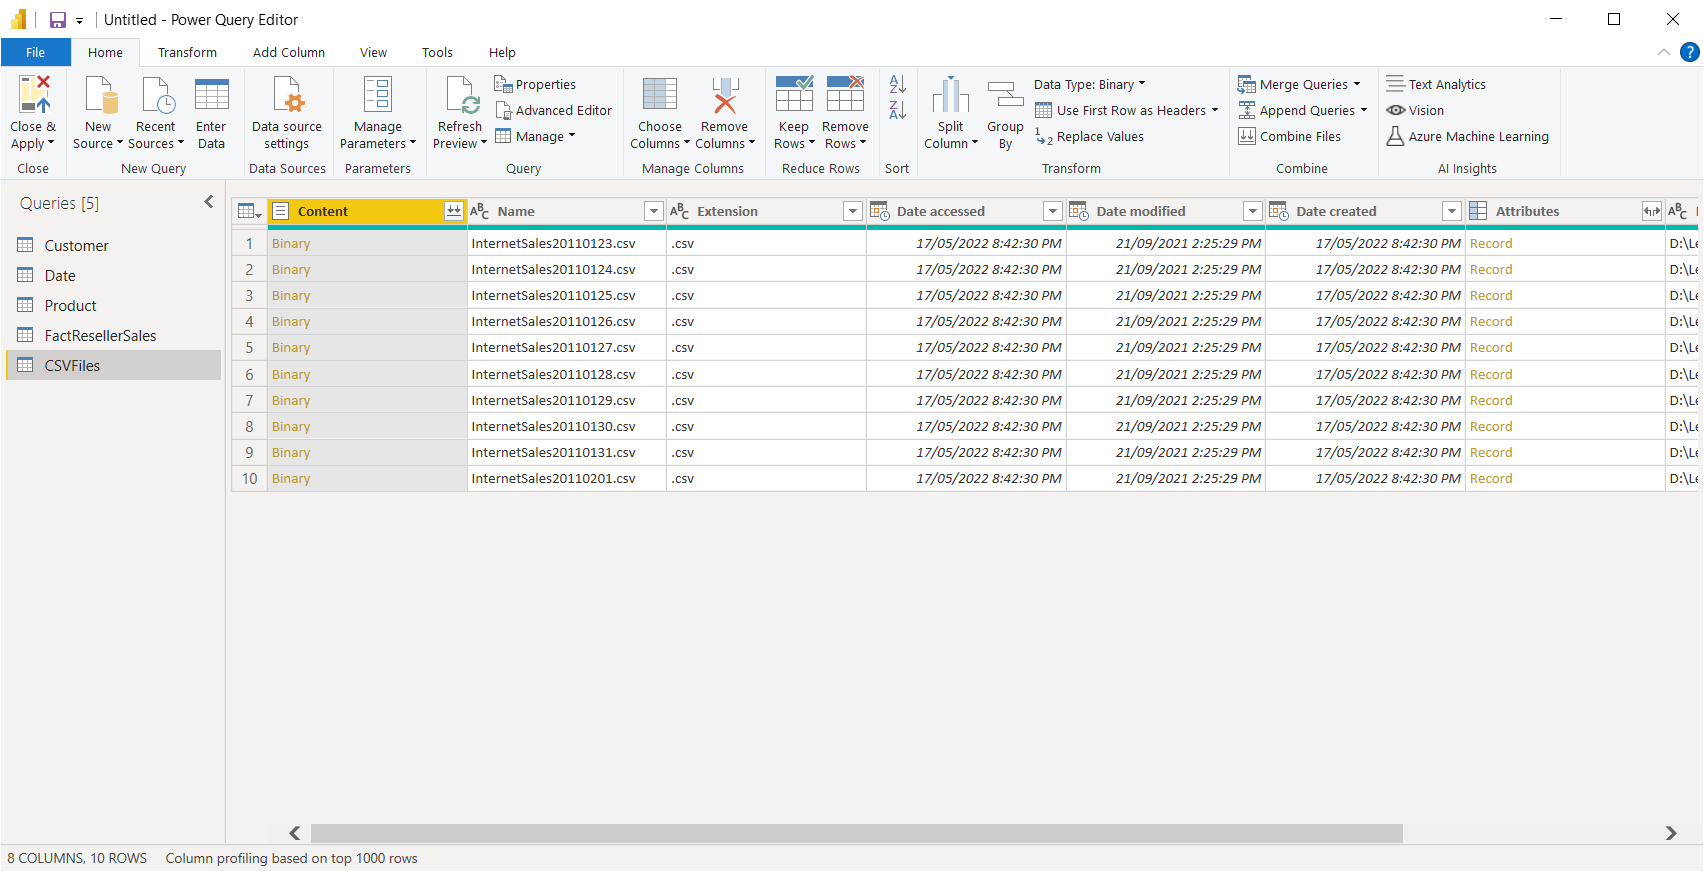 Untitled - Power Query Editor
File Home Transform Add Column View Tools Help
Close & Apply
New Source
Recent Sources
Enter Data
Data source settings
Manage Parameters
Refresh Preview
Properties
Advanced Editor
Manage
Choose Columns
Remove Columns
Keep Rows
Remove Rows
Split Column
Group By
Data Type: Binary
Use First Row as Headers
Replace Values
Merge Queries
Append Queries
Combine Files
Text Analytics
Vision
Azure Machine Learning
Close New Query Data Sources Parameters Query Manage Columns Reduce Rows Sort Transform Combine AI Insights
Queries [5]
Customer
Date
Product
FactResellerSales
CSVFiles
Content Name Extension Date accessed Date modified Date created Attributes
1 Binary InternetSales20110123.csv .csv 17/05/2022 8:42:30 PM 21/09/2021 2:25:29 PM 17/05/2022 8:42:30 PM Record D:\Le
2 Binary InternetSales20110124.csv .csv 17/05/2022 8:42:30 PM 21/09/2021 2:25:29 PM 17/05/2022 8:42:30 PM Record D:\Le
3 Binary InternetSales20110125.csv .csv 17/05/2022 8:42:30 PM 21/09/2021 2:25:29 PM 17/05/2022 8:42:30 PM Record D:\Le
4 Binary InternetSales20110126.csv .csv 17/05/2022 8:42:30 PM 21/09/2021 2:25:29 PM 17/05/2022 8:42:30 PM Record D:\Le
5 Binary InternetSales20110127.csv .csv 17/05/2022 8:42:30 PM 21/09/2021 2:25:29 PM 17/05/2022 8:42:30 PM Record D:\Le
6 Binary InternetSales20110128.csv .csv 17/05/2022 8:42:30 PM 21/09/2021 2:25:29 PM 17/05/2022 8:42:30 PM Record D:\Le
7 Binary InternetSales20110129.csv .csv 17/05/2022 8:42:30 PM 21/09/2021 2:25:29 PM 17/05/2022 8:42:30 PM Record D:\Le
8 Binary InternetSales20110130.csv .csv 17/05/2022 8:42:30 PM 21/09/2021 2:25:29 PM 17/05/2022 8:42:30 PM Record D:\Le
9 Binary InternetSales20110131.csv .csv 17/05/2022 8:42:30 PM 21/09/2021 2:25:29 PM 17/05/2022 8:42:30 PM Record D:\Le
10 Binary InternetSales20110201.csv .csv 17/05/2022 8:42:30 PM 21/09/2021 2:25:29 PM 17/05/2022 8:42:30 PM Record D:\Le
8 COLUMNS, 10 ROWS Column profiling based on top 1000 rows